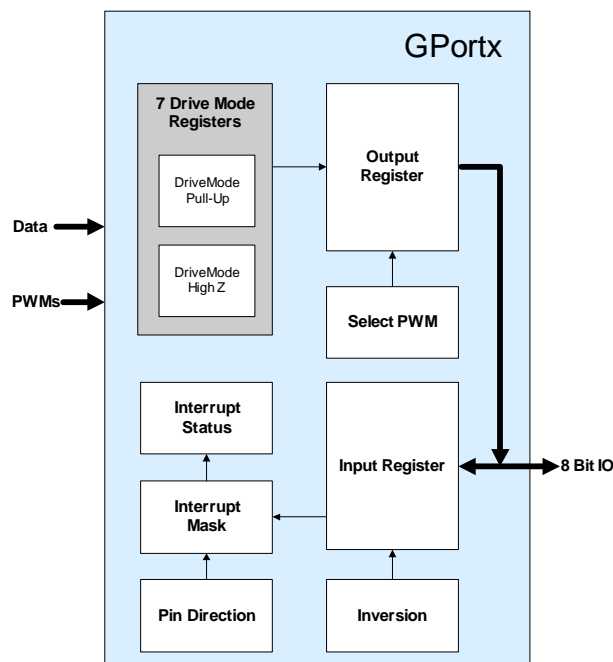 GPortx
7 Drive Mode
Registers
DriveMode
Pull-Up
DriveMode
High Z
Output
Register
Data
PWMs
Select PWM
Interrupt
Status
Input Register
8 Bit IO
Interrupt
Mask
Pin Direction
Inversion